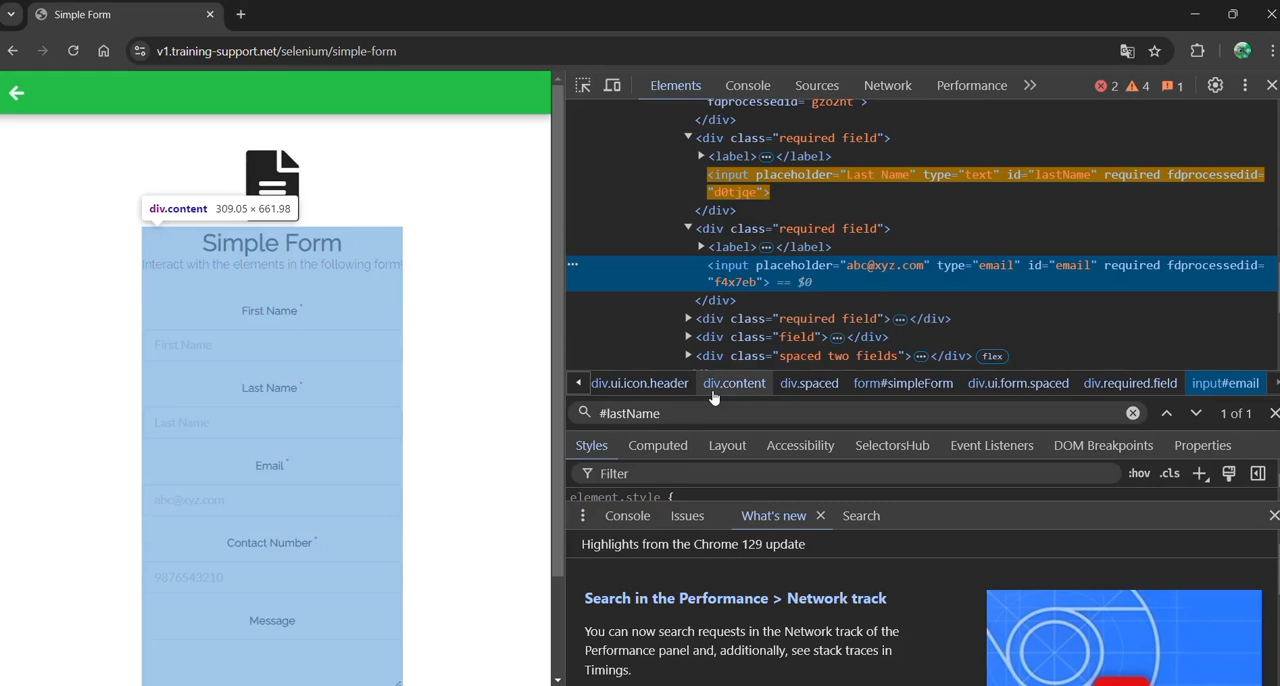 Simple Form
v1.training-support.net/selenium/simple-form
div.content 309.05 × 661.98
Simple Form
Interact with the elements in the following form!
First Name *
First Name
Last Name *
Last Name
Email *
abc@xyz.com
Contact Number *
9876543210
Message
Elements Console Sources Network Performance 2 4 1
fdprocessedid="gzo2nt">
</div>
<div class="required field">
<label> </label>
<input placeholder="Last Name" type="text" id="lastName" required fdprocessedid=
"d0tjqe">
</div>
<div class="required field">
<label> </label>
<input placeholder="abc@xyz.com" type="email" id="email" required fdprocessedid=
"f4x7eb"> == $0
</div>
<div class="required field"> </div>
<div class="field"> </div>
<div class="spaced two fields"> </div> flex
div.ui.icon.header div.content div.spaced form#simpleForm div.ui.form.spaced div.required.field input#email
#lastName 1 of 1
Styles Computed Layout Accessibility SelectorsHub Event Listeners DOM Breakpoints Properties
Filter :hov .cls
element.style {
Console Issues What's new Search
Highlights from the Chrome 129 update
Search in the Performance > Network track
You can now search requests in the Network track of the
Performance panel and, additionally, see stack traces in
Timings.